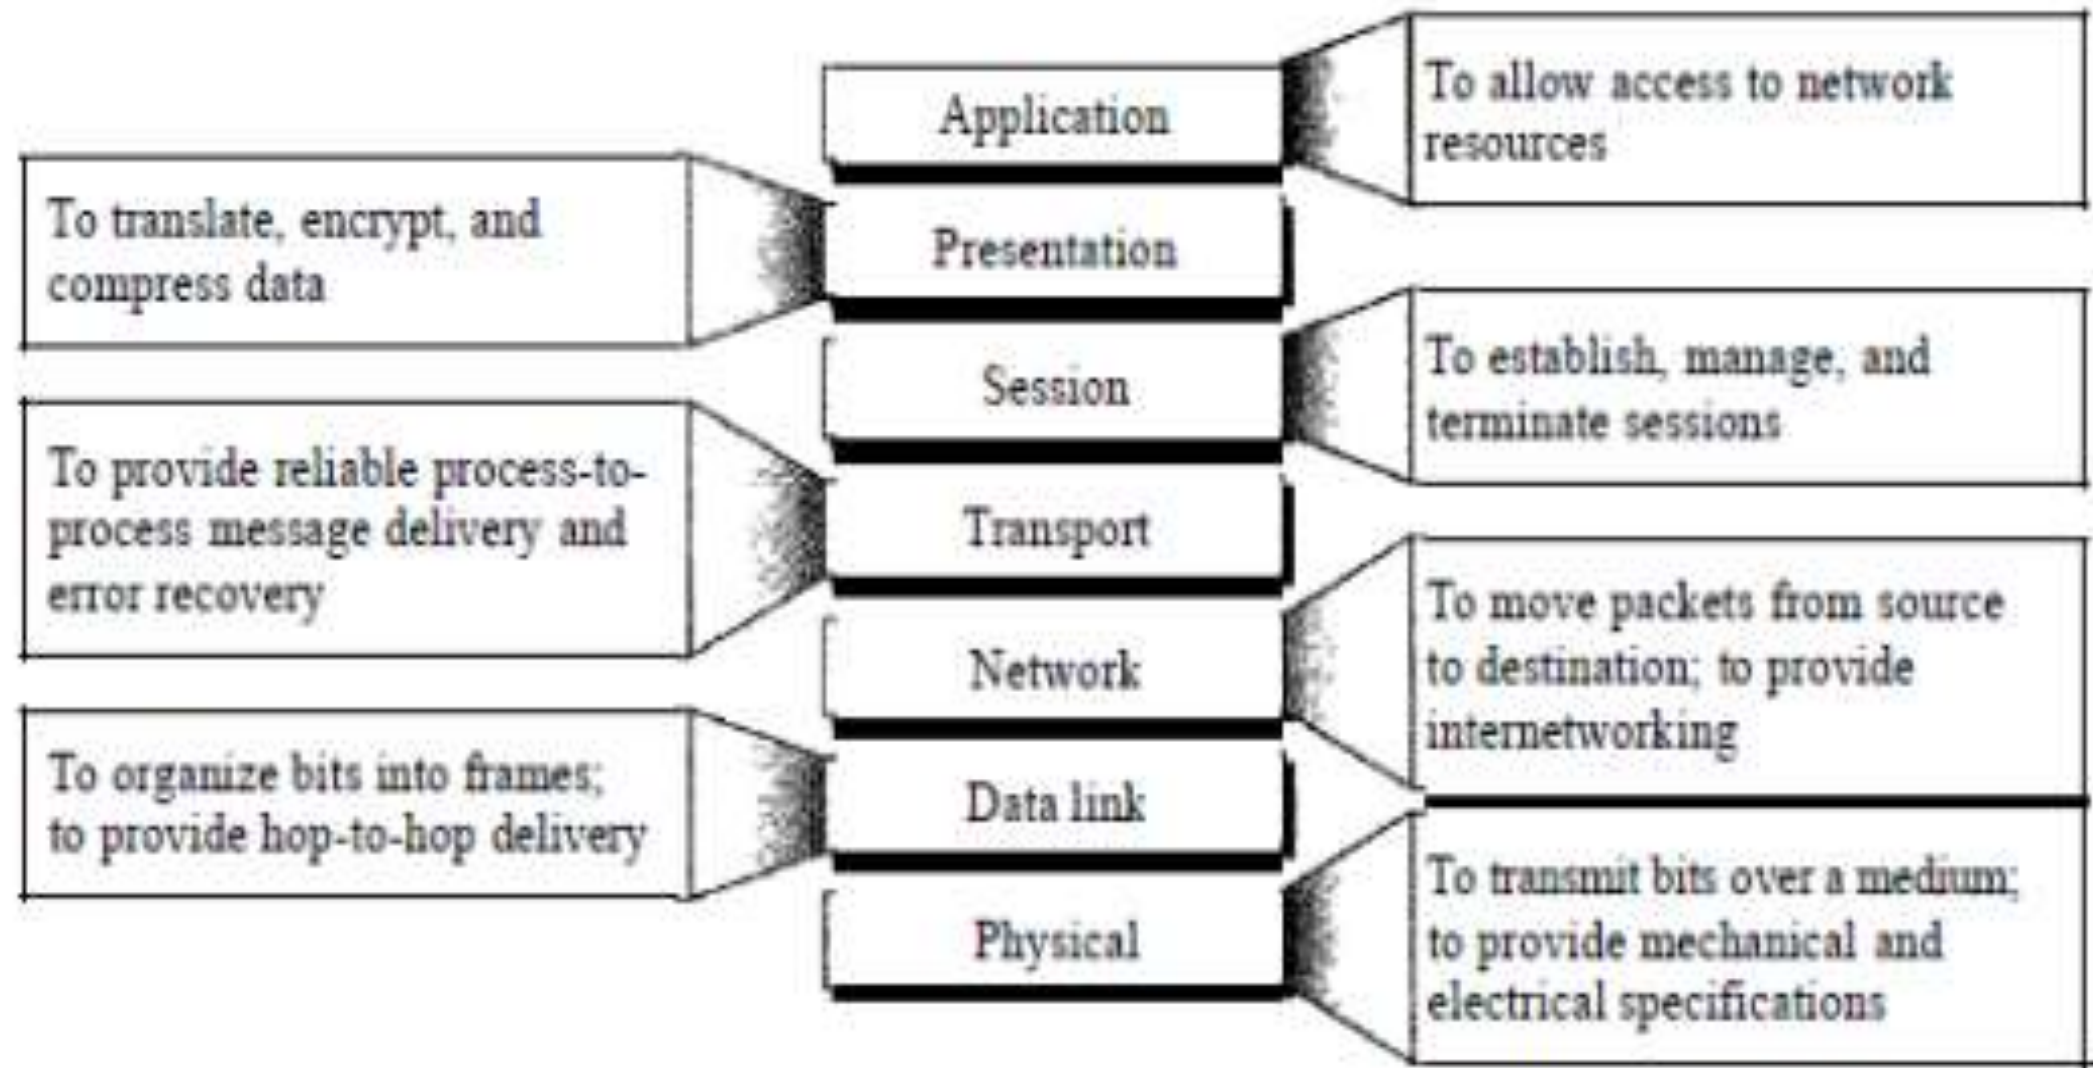 Application
To allow access to network
resources
To translate, encrypt, and
compress data
Presentation
Session
To establish, manage, and
terminate sessions
To provide reliable process-to-
process message delivery and
error recovery
Transport
Network
To move packets from source
to destination; to provide
internetworking
To organize bits into frames;
to provide hop-to-hop delivery
Data link
Physical
To transmit bits over a medium;
to provide mechanical and
electrical specifications